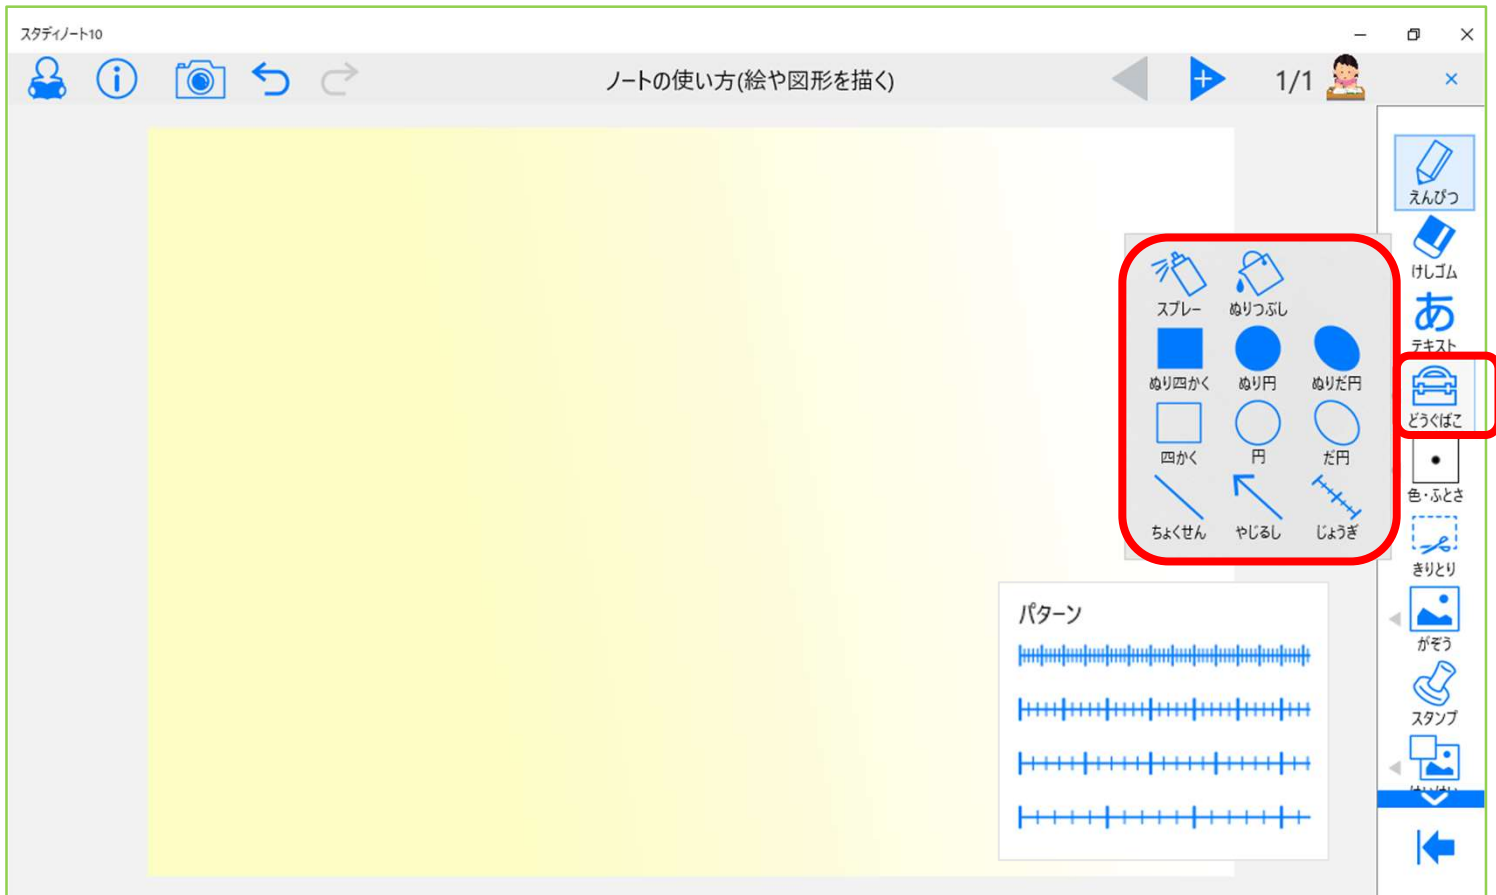 スタディノート10
ノートの使い方(絵や図形を描く)
1/1
えんぴつ
けしゴム
あ
テキスト
どうぐばこ
色・ふとさ
きりとり
がぞう
スタンプ
はいけい
スプレー
ぬりつぶし
ぬり四かく
ぬり円
ぬりだ円
四かく
円
だ円
ちょくせん
やじるし
じょうぎ
パターン